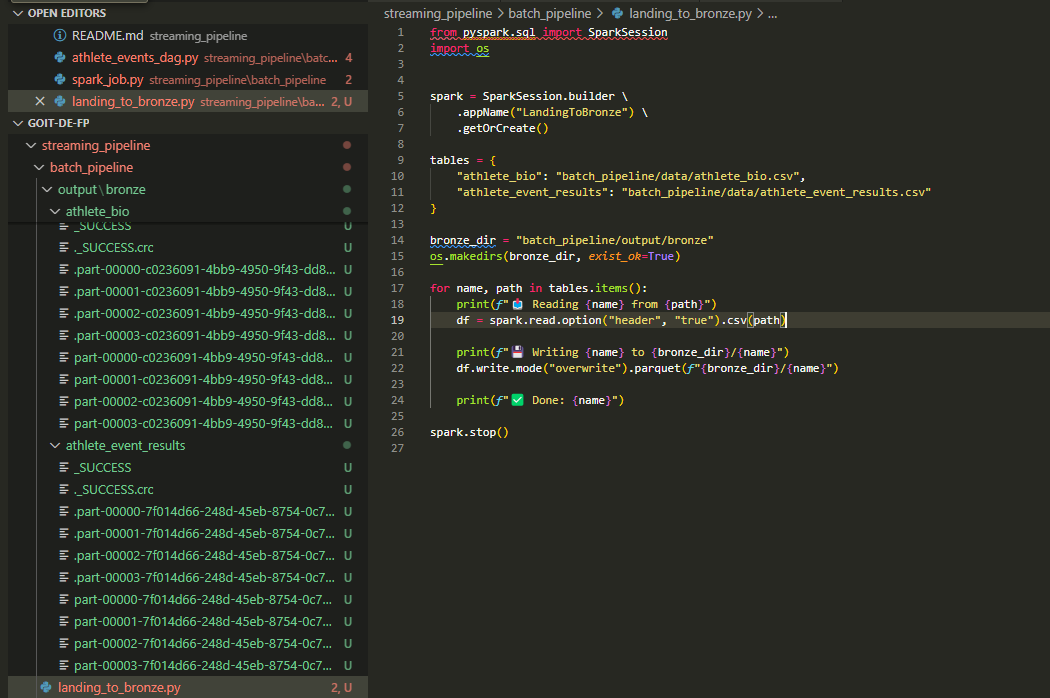 OPEN EDITORS
README.md streaming_pipeline
athlete_events_dag.py streaming_pipeline\batc... 4
spark_job.py streaming_pipeline\batch_pipeline 2
landing_to_bronze.py streaming_pipeline\ba... 2, U
GOIT-DE-FP
streaming_pipeline
batch_pipeline
output\bronze
athlete_bio
_SUCCESS U
._SUCCESS.crc U
.part-00000-c0236091-4bb9-4950-9f43-dd8... U
.part-00001-c0236091-4bb9-4950-9f43-dd8... U
.part-00002-c0236091-4bb9-4950-9f43-dd8... U
.part-00003-c0236091-4bb9-4950-9f43-dd8... U
part-00000-c0236091-4bb9-4950-9f43-dd8... U
part-00001-c0236091-4bb9-4950-9f43-dd8... U
part-00002-c0236091-4bb9-4950-9f43-dd8... U
part-00003-c0236091-4bb9-4950-9f43-dd8... U
athlete_event_results
_SUCCESS U
._SUCCESS.crc U
.part-00000-7f014d66-248d-45eb-8754-0c7... U
.part-00001-7f014d66-248d-45eb-8754-0c7... U
.part-00002-7f014d66-248d-45eb-8754-0c7... U
.part-00003-7f014d66-248d-45eb-8754-0c7... U
part-00000-7f014d66-248d-45eb-8754-0c7... U
part-00001-7f014d66-248d-45eb-8754-0c7... U
part-00002-7f014d66-248d-45eb-8754-0c7... U
part-00003-7f014d66-248d-45eb-8754-0c7... U
landing_to_bronze.py 2, U
streaming_pipeline > batch_pipeline > landing_to_bronze.py > ...
1 from pyspark.sql import SparkSession
2 import os
3
4
5 spark = SparkSession.builder \
6     .appName("LandingToBronze") \
7     .getOrCreate()
8
9 tables = {
10     "athlete_bio": "batch_pipeline/data/athlete_bio.csv",
11     "athlete_event_results": "batch_pipeline/data/athlete_event_results.csv"
12 }
13
14 bronze_dir = "batch_pipeline/output/bronze"
15 os.makedirs(bronze_dir, exist_ok=True)
16
17 for name, path in tables.items():
18     print(f"📥 Reading {name} from {path}")
19     df = spark.read.option("header", "true").csv(path)
20
21     print(f"💾 Writing {name} to {bronze_dir}/{name}")
22     df.write.mode("overwrite").parquet(f"{bronze_dir}/{name}")
23
24     print(f"✅ Done: {name}")
25
26 spark.stop()
27